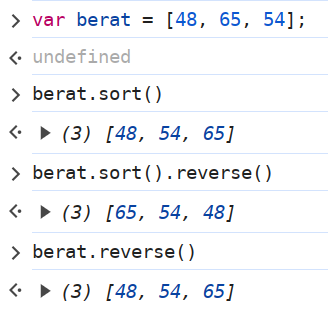 var berat = [48, 65, 54];
undefined
berat.sort()
(3) [48, 54, 65]
berat.sort().reverse()
(3) [65, 54, 48]
berat.reverse()
(3) [48, 54, 65]